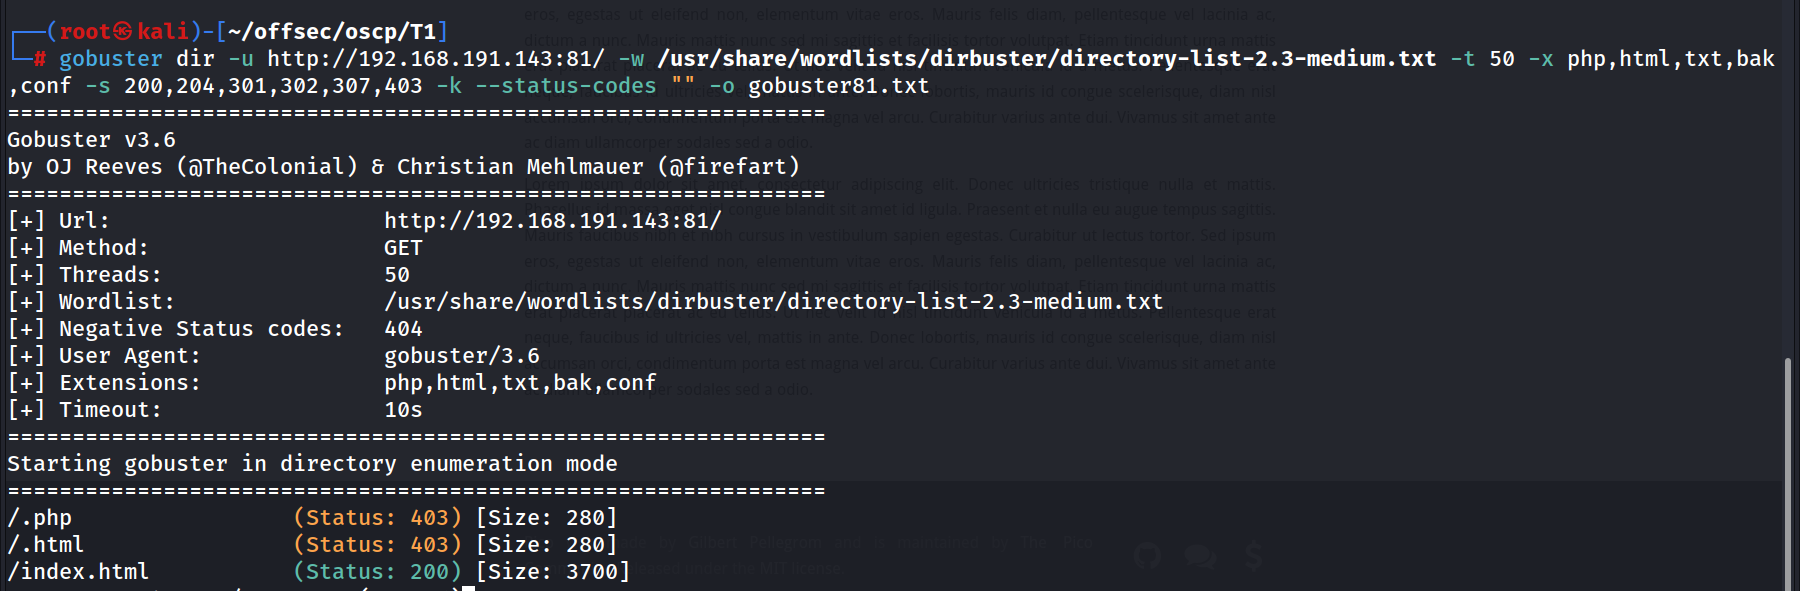 ┌──(root㉿kali)-[~/offsec/oscp/T1]
└─# gobuster dir -u http://192.168.191.143:81/ -w /usr/share/wordlists/dirbuster/directory-list-2.3-medium.txt -t 50 -x php,html,txt,bak
,conf -s 200,204,301,302,307,403 -k --status-codes ""  -o gobuster81.txt
===============================================================
Gobuster v3.6
by OJ Reeves (@TheColonial) & Christian Mehlmauer (@firefart)
===============================================================
[+] Url:                     http://192.168.191.143:81/
[+] Method:                  GET
[+] Threads:                 50
[+] Wordlist:                /usr/share/wordlists/dirbuster/directory-list-2.3-medium.txt
[+] Negative Status codes:   404
[+] User Agent:              gobuster/3.6
[+] Extensions:              php,html,txt,bak,conf
[+] Timeout:                 10s
===============================================================
Starting gobuster in directory enumeration mode
===============================================================
/.php                 (Status: 403) [Size: 280]
/.html                (Status: 403) [Size: 280]
/index.html           (Status: 200) [Size: 3700]